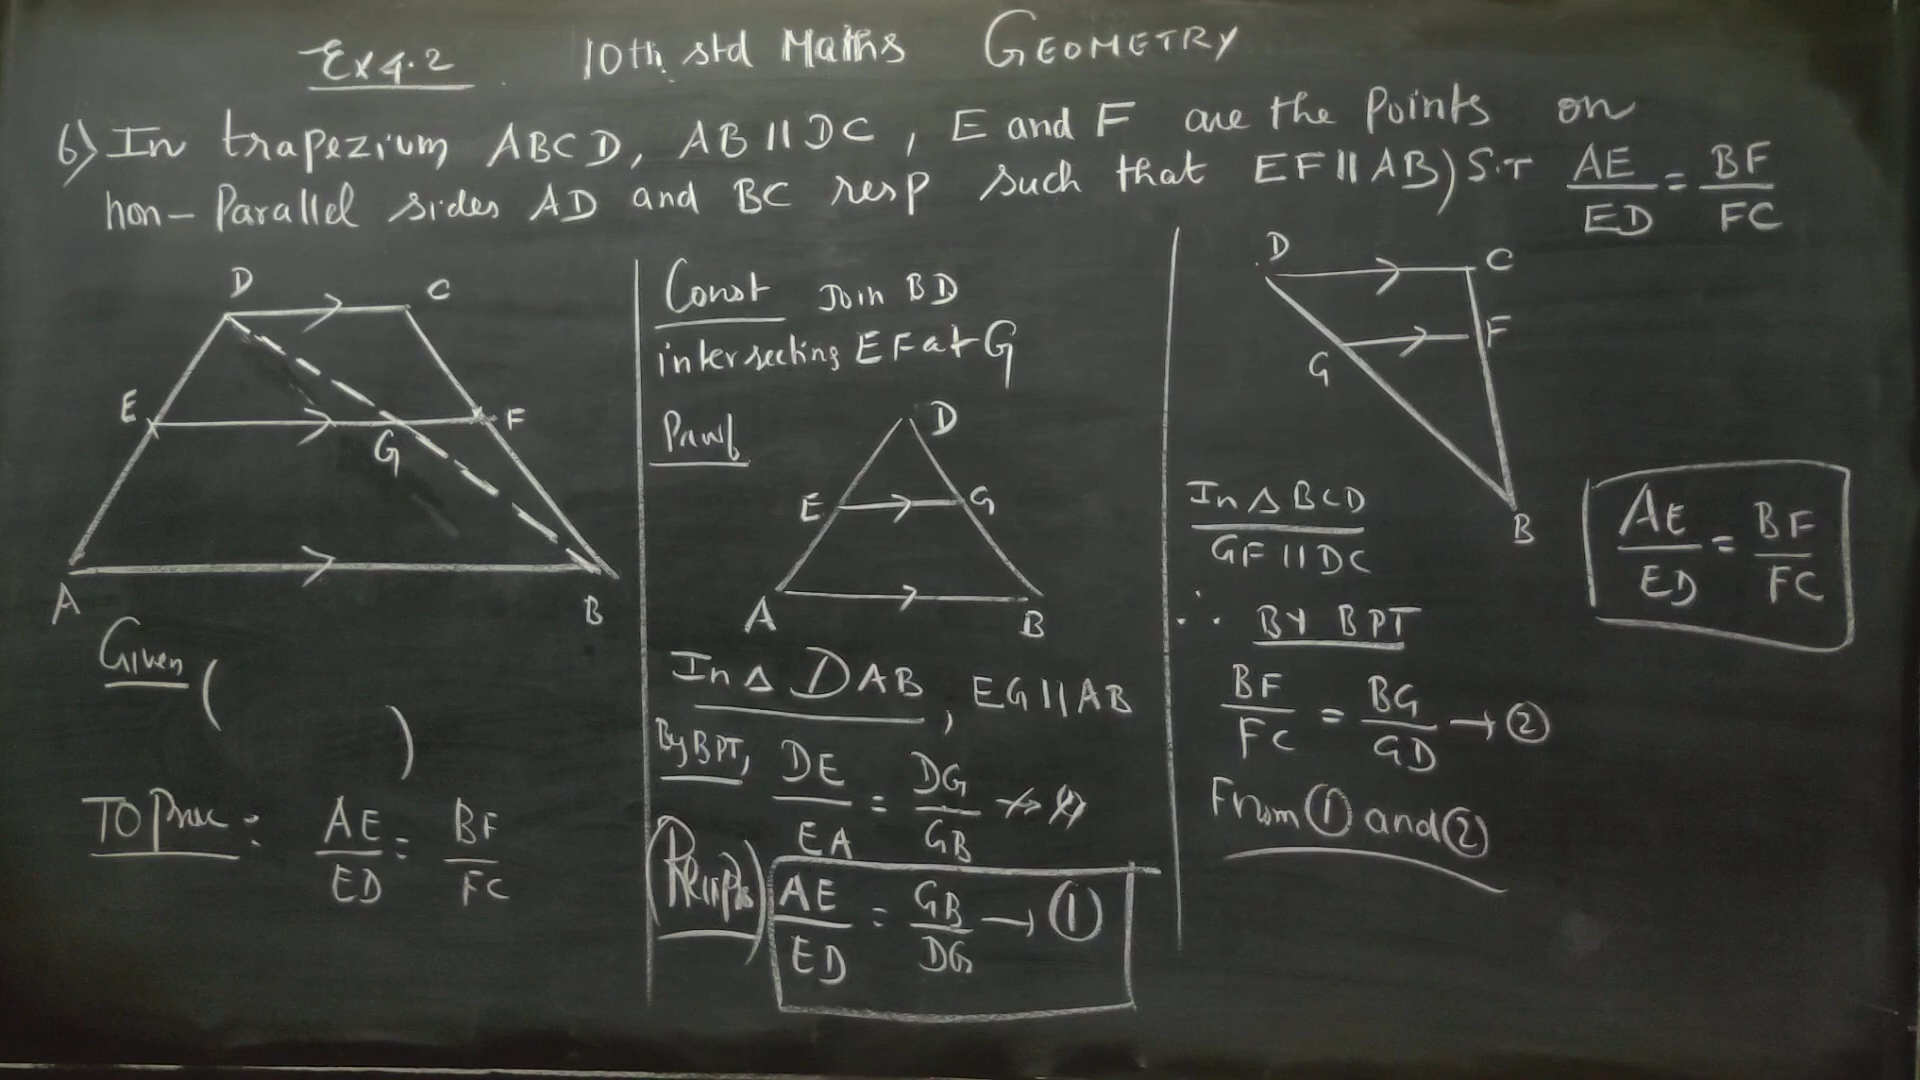 Ex 4.2 10th std Maths GEOMETRY
6) In trapezium ABCD, AB || DC, E and F are the Points on
non-Parallel sides AD and BC resp such that EF || AB) S.T AE/ED = BF/FC
D C
E F
G
A B
Given ( )
TO Prove: AE/ED = BF/FC
Const Join BD
intersecting EF at G
Proof
D
E G
A B
In Δ DAB, EG || AB
By BPT, DE/EA = DG/GB
AE/ED = GB/DG → ①
D C
F
G
B
In Δ BCD
GF || DC
∴ BY BPT
BF/FC = BG/GD → ②
From ① and ②
AE/ED = BF/FC